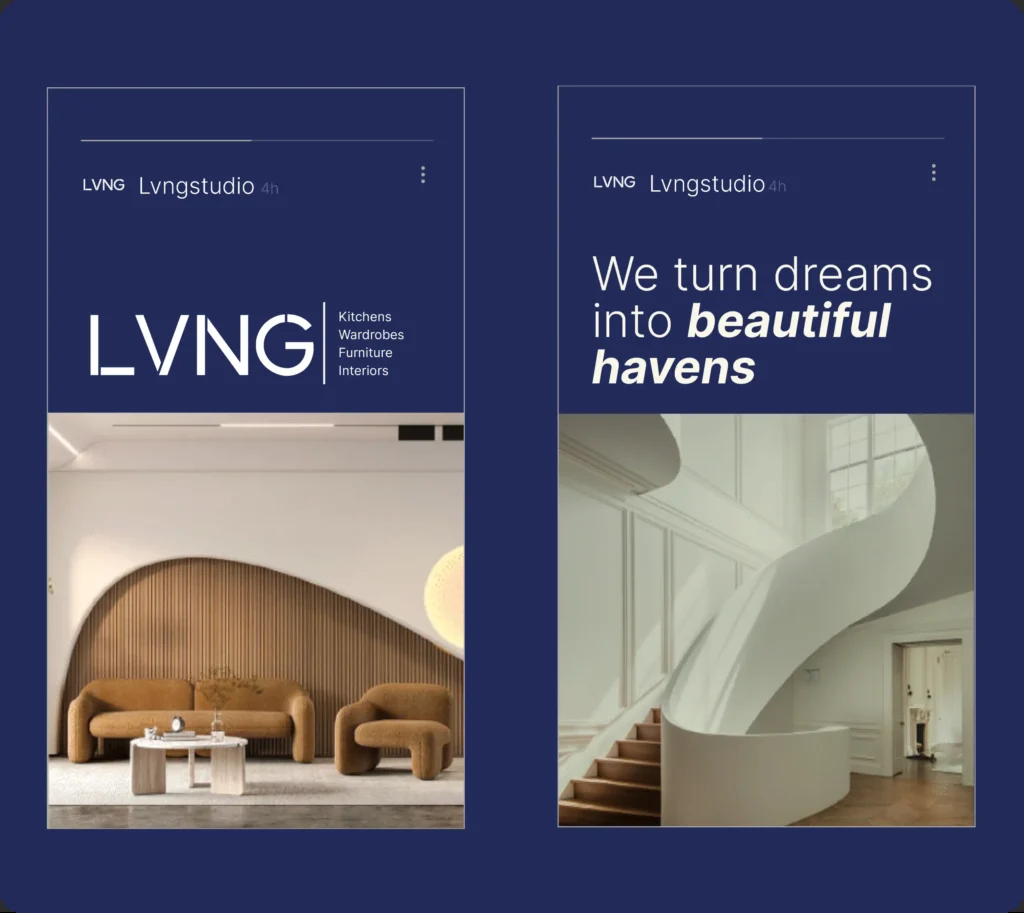 LVNG Lvngstudio 4h
LVNG
Kitchens
Wardrobes
Furniture
Interiors
LVNG Lvngstudio 4h
We turn dreams
into beautiful
havens